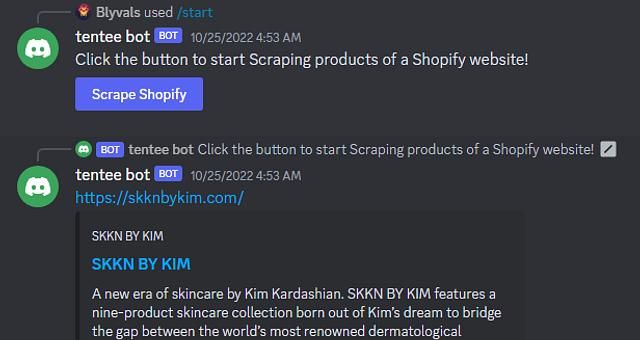 Blyvals used /start
tentee bot BOT 10/25/2022 4:53 AM
Click the button to start Scraping products of a Shopify website!
Scrape Shopify
BOT tentee bot Click the button to start Scraping products of a Shopify website!
tentee bot BOT 10/25/2022 4:53 AM
https://skknbykim.com/
SKKN BY KIM
SKKN BY KIM
A new era of skincare by Kim Kardashian. SKKN BY KIM features a
nine-product skincare collection born out of Kim's dream to bridge
the gap between the world's most renowned dermatological